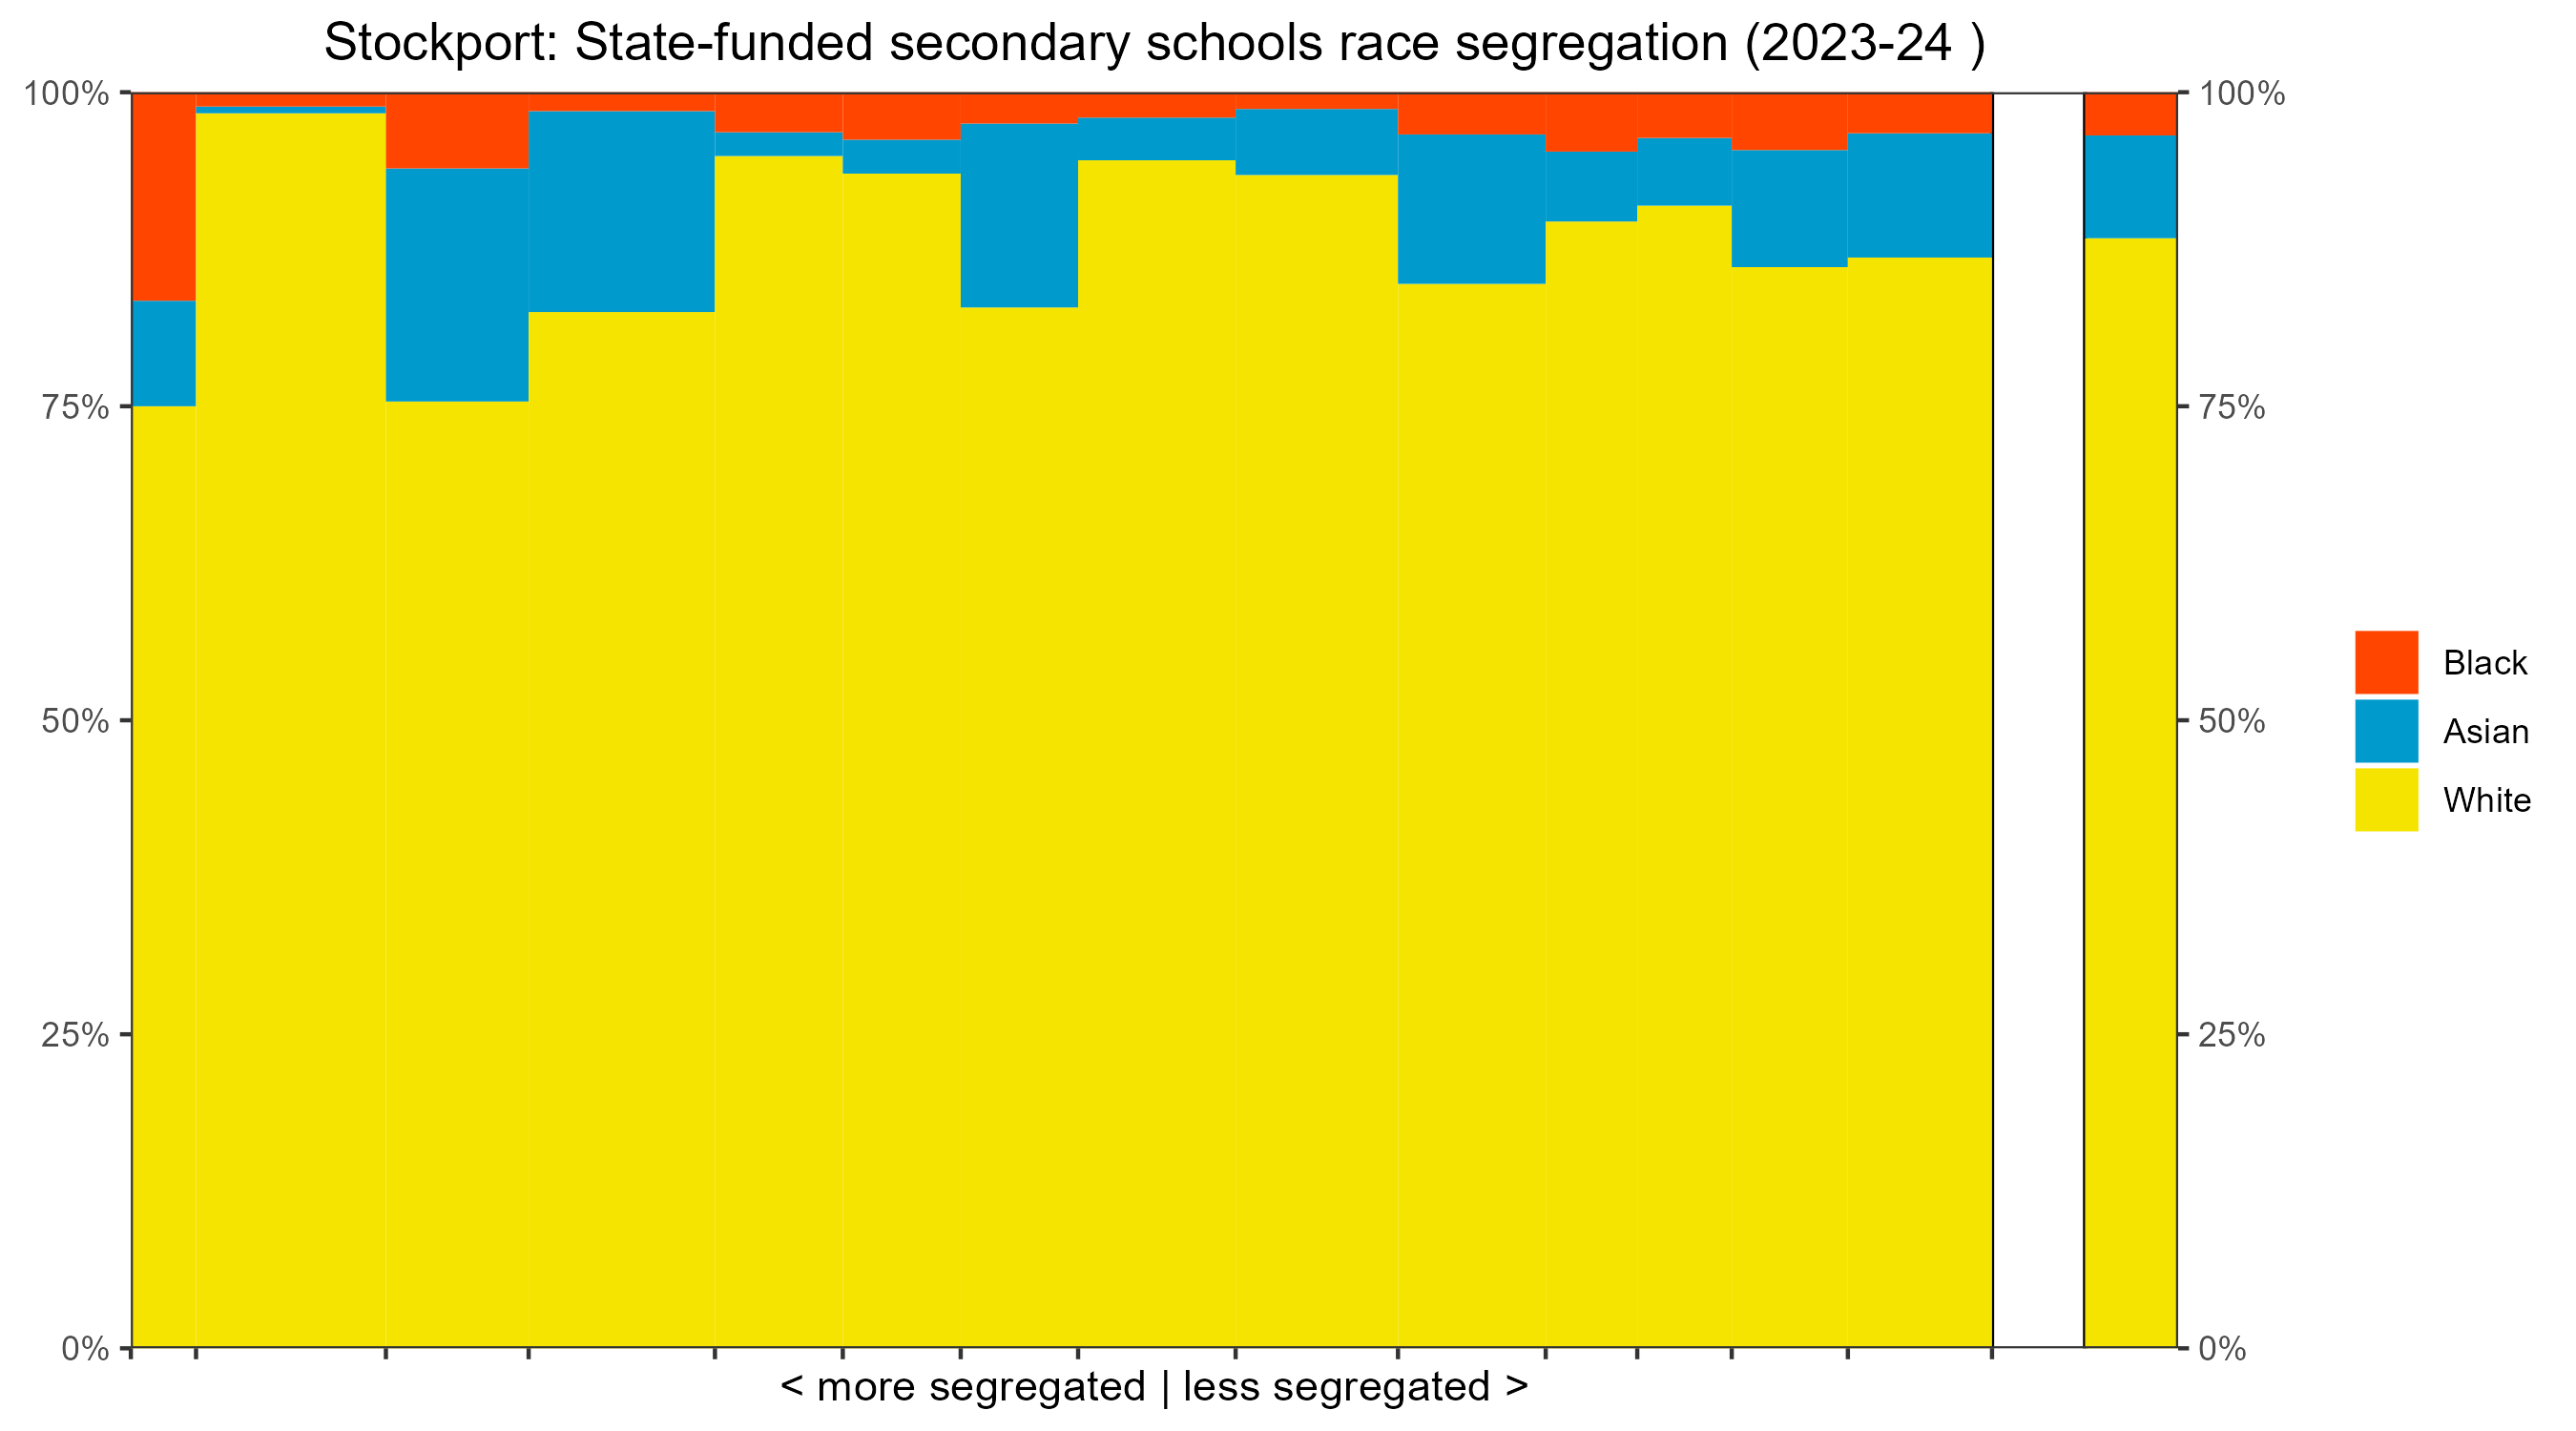 Stockport: State-funded secondary schools race segregation (2023-24 )
100%
75%
50%
25%
0%
100%
75%
50%
25%
0%
Black
Asian
White
< more segregated | less segregated >